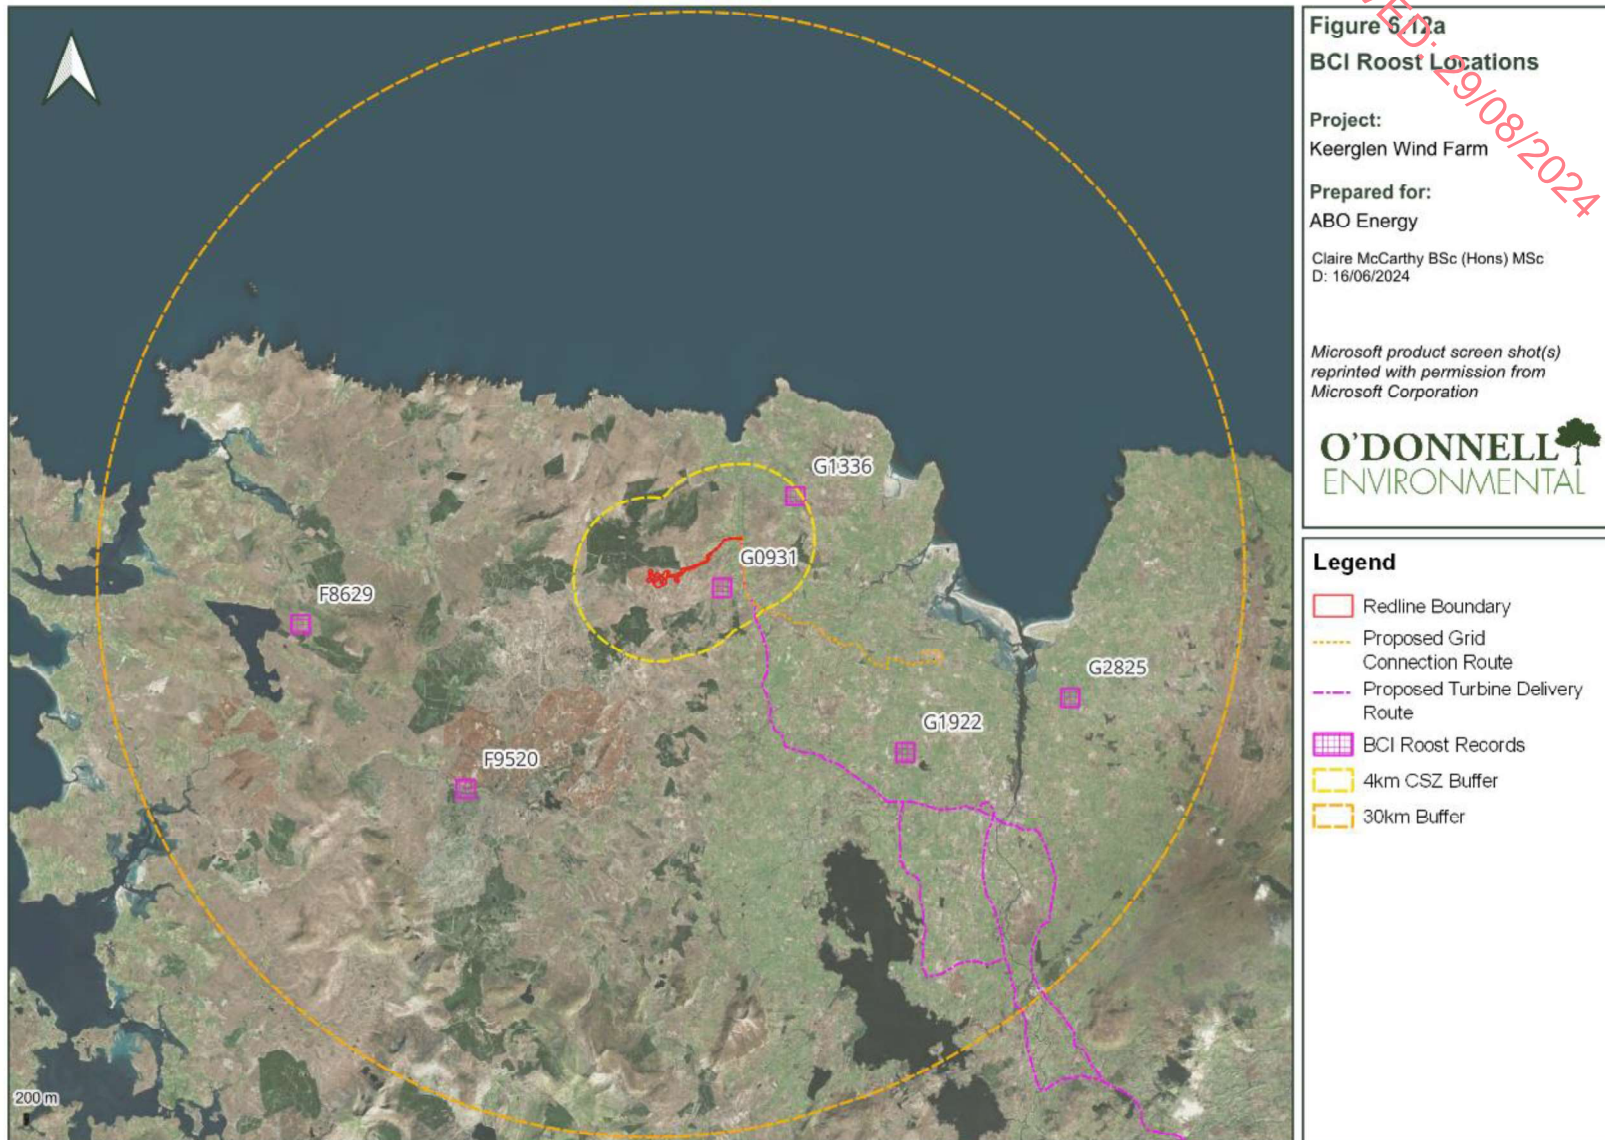 Figure 6.12a
BCI Roost Locations
Project:
Keerglen Wind Farm
Prepared for:
ABO Energy
Claire McCarthy BSc (Hons) MSc
D: 16/06/2024
Microsoft product screen shot(s)
reprinted with permission from
Microsoft Corporation
O'DONNELL
ENVIRONMENTAL
ED: 29/08/2024
Legend
Redline Boundary
Proposed Grid
Connection Route
Proposed Turbine Delivery
Route
BCI Roost Records
4km CSZ Buffer
30km Buffer
G1336
G0931
F8629
G2825
G1922
F9520
200 m